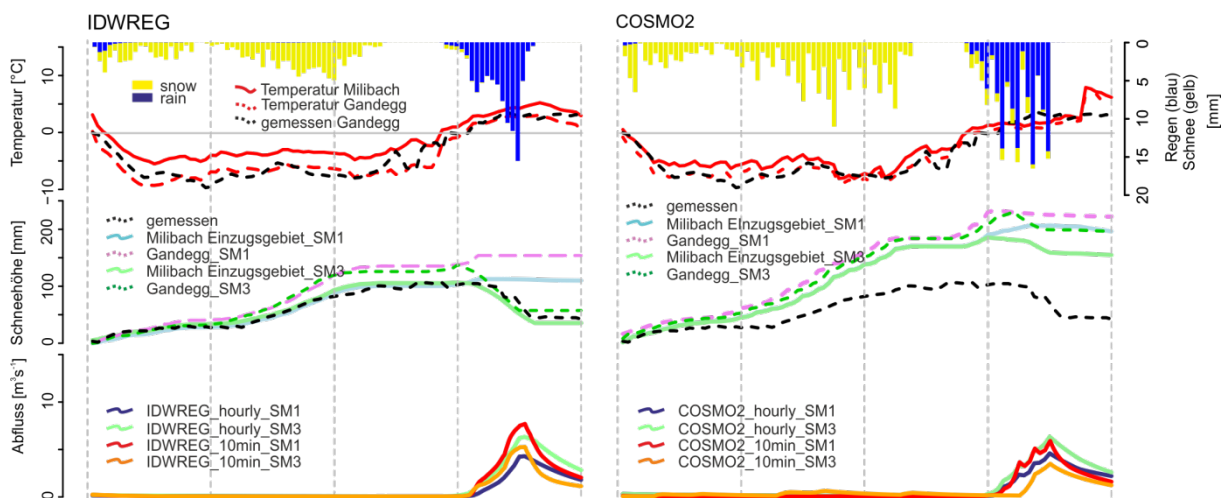 IDWREG
COSMO2
Temperatur [°C]
10
0
−10
snow
rain
Temperatur Milibach
Temperatur Gandegg
gemessen Gandegg
0
5
10
15
20
Regen (blau)
Schnee (gelb)
[mm]
Schneehöhe [mm]
200
100
0
gemessen
Milibach Einzugsgebiet_SM1
Gandegg_SM1
Milibach Einzugsgebiet_SM3
Gandegg_SM3
gemessen
Milibach Einzugsgebiet_SM1
Gandegg_SM1
Milibach Einzugsgebiet_SM3
Gandegg_SM3
Abfluss [m³s⁻¹]
10
0
IDWREG_hourly_SM1
IDWREG_hourly_SM3
IDWREG_10min_SM1
IDWREG_10min_SM3
COSMO2_hourly_SM1
COSMO2_hourly_SM3
COSMO2_10min_SM1
COSMO2_10min_SM3